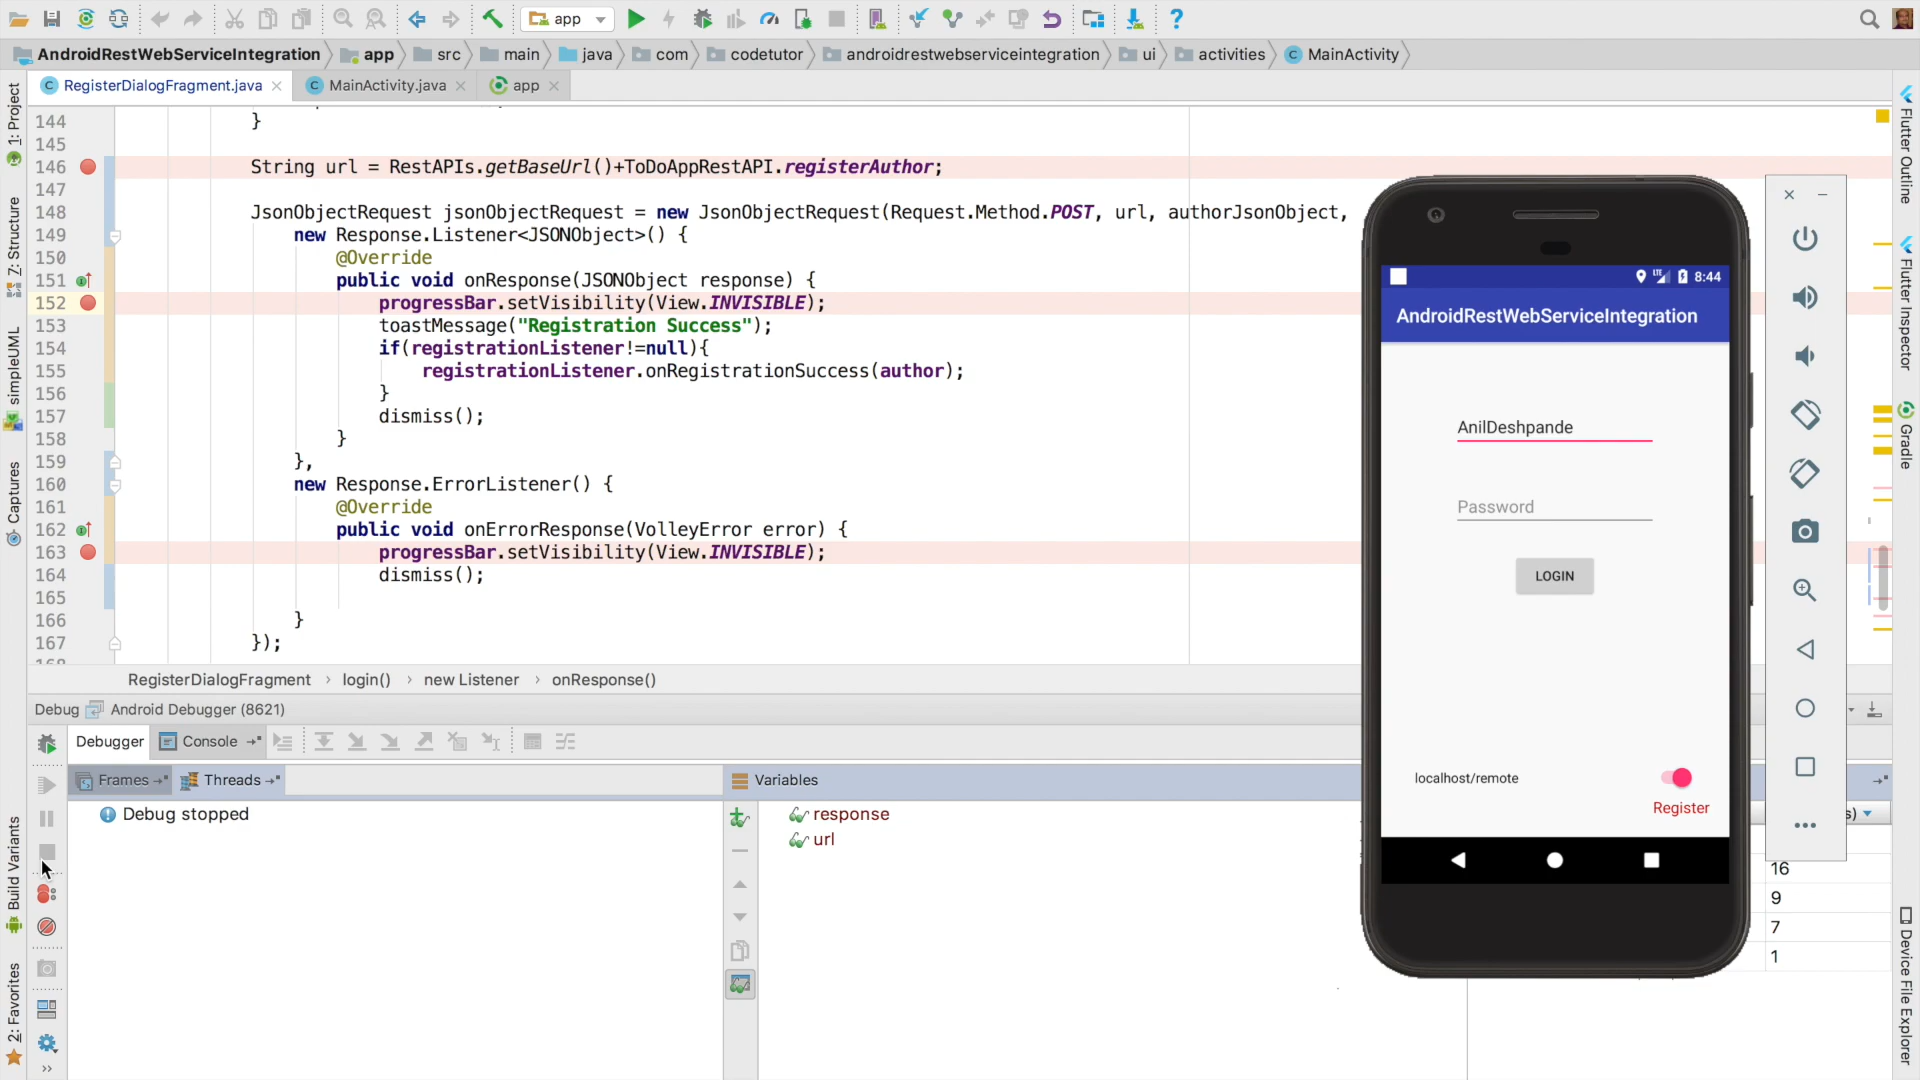 app
AndroidRestWebServiceIntegration
app
src
main
java
com
codetutor
androidrestwebserviceintegration
ui
activities
MainActivity
RegisterDialogFragment.java
MainActivity.java
app
1: Project
7: Structure
simpleUML
Captures
Build Variants
2: Favorites
144 }
145
146 String url = RestAPIs.getBaseUrl()+ToDoAppRestAPI.registerAuthor;
147
148 JsonObjectRequest jsonObjectRequest = new JsonObjectRequest(Request.Method.POST, url, authorJsonObject,
149 new Response.Listener<JSONObject>() {
150 @Override
151 public void onResponse(JSONObject response) {
152 progressBar.setVisibility(View.INVISIBLE);
153 toastMessage("Registration Success");
154 if(registrationListener!=null){
155 registrationListener.onRegistrationSuccess(author);
156 }
157 dismiss();
158 }
159 },
160 new Response.ErrorListener() {
161 @Override
162 public void onErrorResponse(VolleyError error) {
163 progressBar.setVisibility(View.INVISIBLE);
164 dismiss();
165
166 }
167 });
RegisterDialogFragment › login() › new Listener › onResponse()
Debug Android Debugger (8621)
Debugger
Console
Frames
Threads
Variables
Debug stopped
response
url
LTE 8:44
AndroidRestWebServiceIntegration
AnilDeshpande
Password
LOGIN
localhost/remote
Register
s)
16
9
7
1
Flutter Outline
Flutter Inspector
Gradle
Device File Explorer